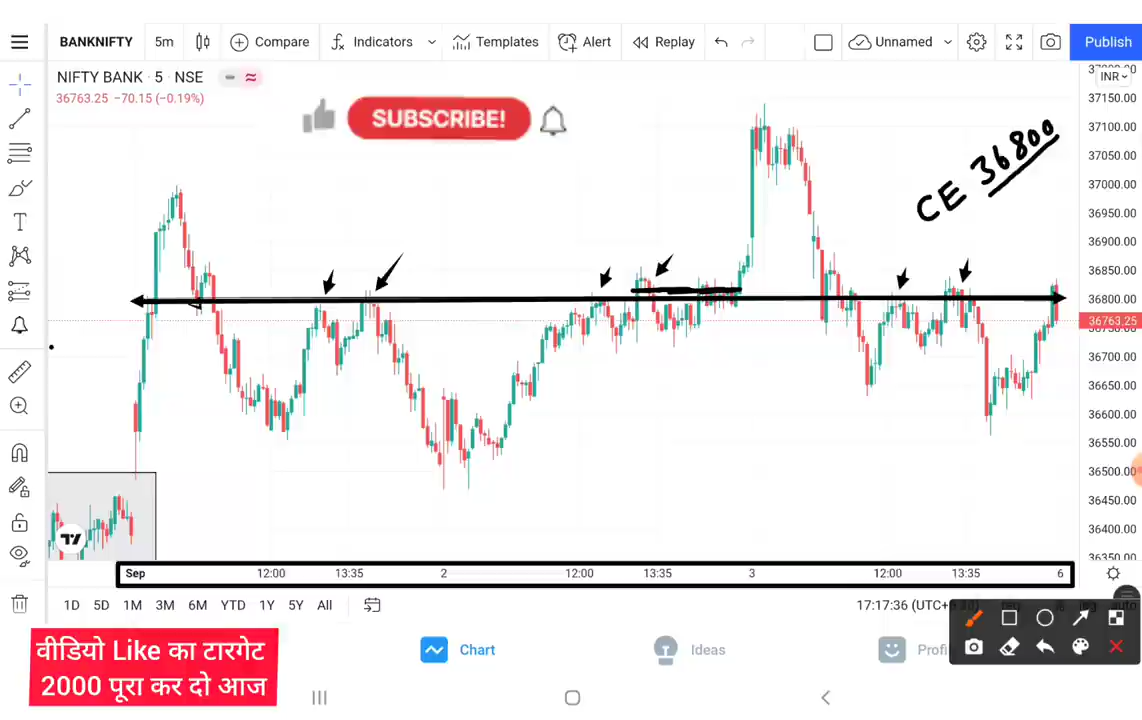 BANKNIFTY 5m Compare Indicators Templates Alert Replay Unnamed Publish
NIFTY BANK · 5 · NSE
36763.25 −70.15 (−0.19%)
SUBSCRIBE!
CE 36800
INR
37150.00
37100.00
37050.00
37000.00
36950.00
36900.00
36850.00
36800.00
36763.25
36700.00
36650.00
36600.00
36550.00
36500.00
36450.00
36400.00
36350.00
Sep 12:00 13:35 2 12:00 13:35 3 12:00 13:35 6
1D 5D 1M 3M 6M YTD 1Y 5Y All
17:17:36 (UTC+
auto
Chart Ideas Profi
वीडियो Like का टारगेट
2000 पूरा कर दो आज